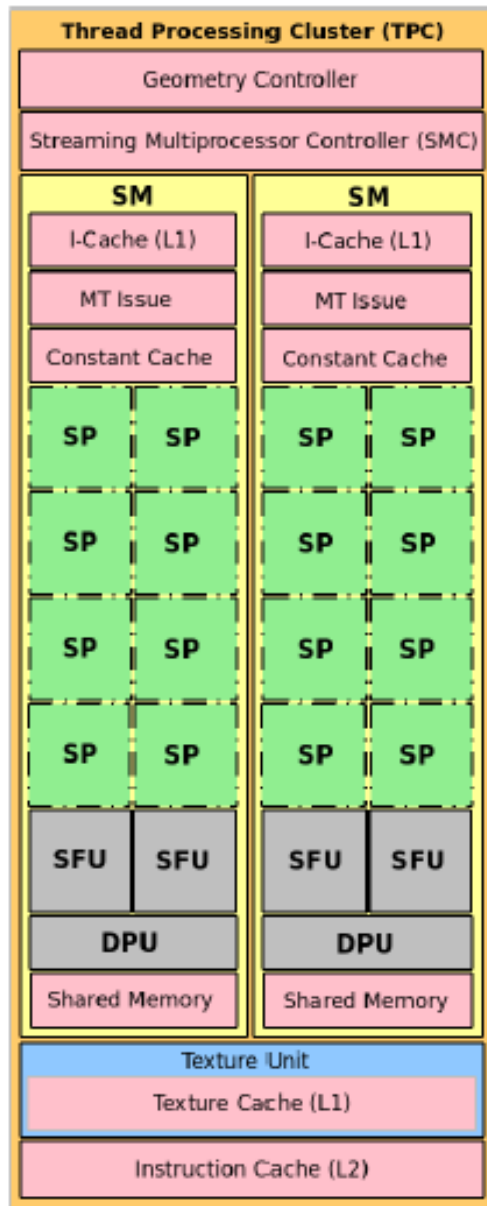 Thread Processing Cluster (TPC)
Geometry Controller
Streaming Multiprocessor Controller (SMC)
SM
I-Cache (L1)
MT Issue
Constant Cache
SP SP
SP SP
SP SP
SP SP
SFU SFU
DPU
Shared Memory
SM
I-Cache (L1)
MT Issue
Constant Cache
SP SP
SP SP
SP SP
SP SP
SFU SFU
DPU
Shared Memory
Texture Unit
Texture Cache (L1)
Instruction Cache (L2)